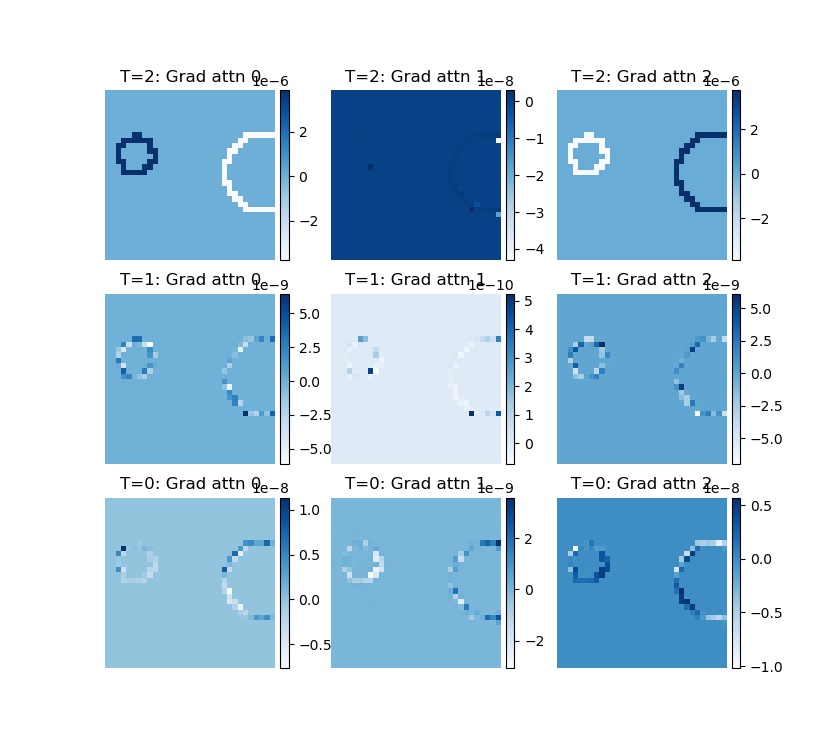 T=2: Grad attn 0
1e−6
2
0
−2
T=2: Grad attn 1
1e−8
0
−1
−2
−3
−4
T=2: Grad attn 2
1e−6
2
0
−2
T=1: Grad attn 0
1e−9
5.0
2.5
0.0
−2.5
−5.0
T=1: Grad attn 1
1e−10
5
4
3
2
1
0
T=1: Grad attn 2
1e−9
5.0
2.5
0.0
−2.5
−5.0
T=0: Grad attn 0
1e−8
1.0
0.5
0.0
−0.5
T=0: Grad attn 1
1e−9
2
0
−2
T=0: Grad attn 2
1e−8
0.5
0.0
−0.5
−1.0